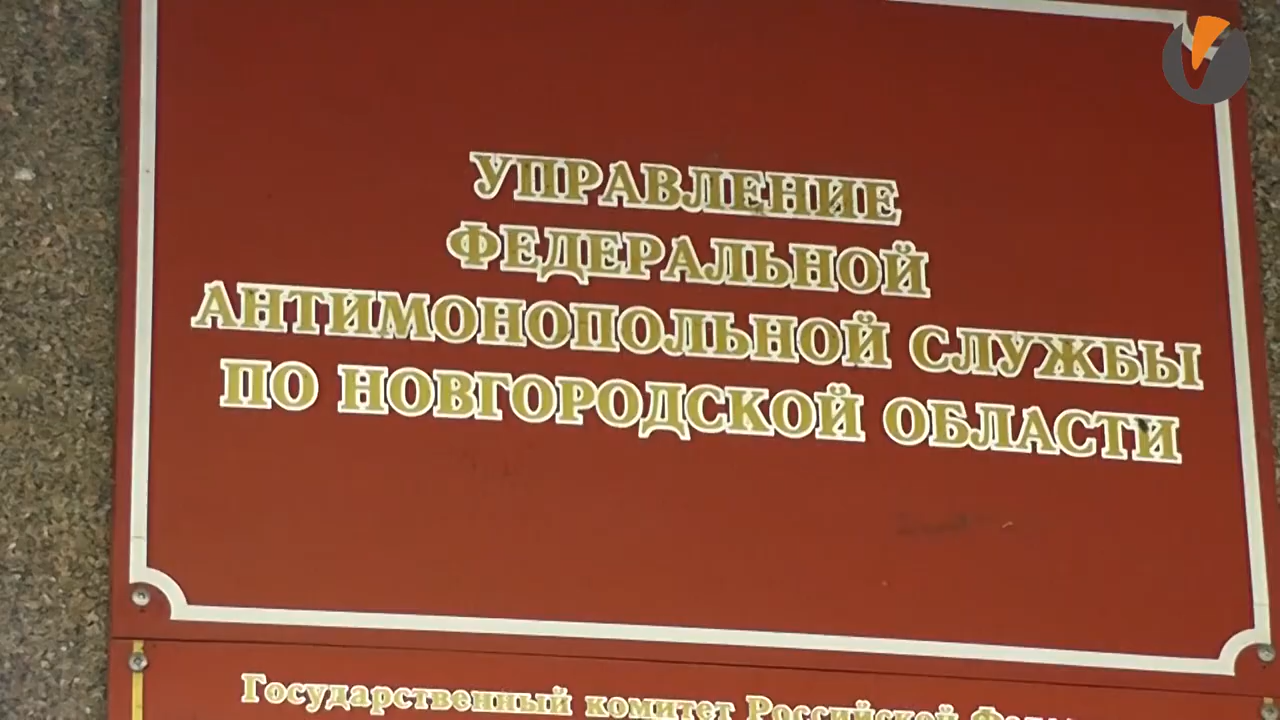 УПРАВЛЕНИЕ
ФЕДЕРАЛЬНОЙ
АНТИМОНОПОЛЬНОЙ СЛУЖБЫ
ПО НОВГОРОДСКОЙ ОБЛАСТИ
Государственный комитет Российской